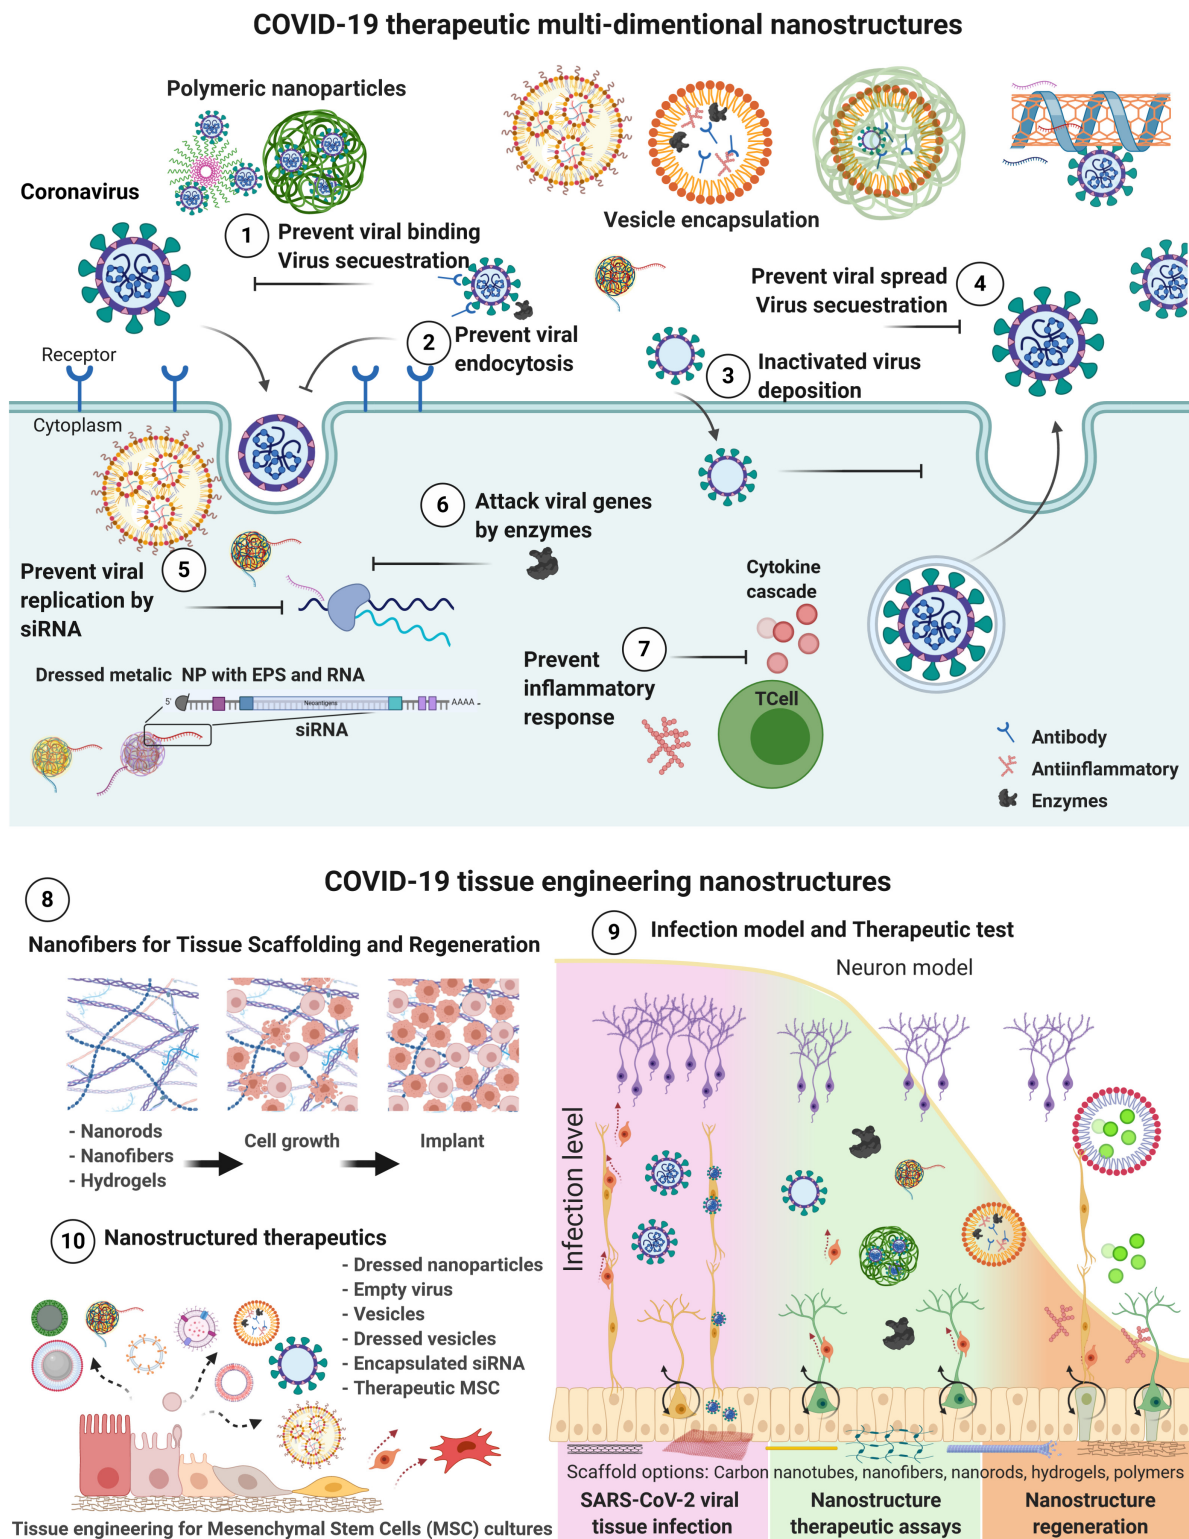 COVID-19 therapeutic multi-dimentional nanostructures
Polymeric nanoparticles
Coronavirus
Vesicle encapsulation
1
Prevent viral binding
Virus secuestration
Prevent viral spread
Virus secuestration
4
2
Prevent viral
endocytosis
3
Inactivated virus
deposition
Receptor
Cytoplasm
6
Attack viral genes
by enzymes
5
Prevent viral
replication by
siRNA
Cytokine
cascade
7
Prevent
inflammatory
response
TCell
Dressed metalic NP with EPS and RNA
5'
Neoantigens
AAAA
siRNA
Antibody
Antiinflammatory
Enzymes
COVID-19 tissue engineering nanostructures
8
Nanofibers for Tissue Scaffolding and Regeneration
- Nanorods
- Nanofibers
- Hydrogels
Cell growth
Implant
9
Infection model and Therapeutic test
Neuron model
Infection level
10
Nanostructured therapeutics
- Dressed nanoparticles
- Empty virus
- Vesicles
- Dressed vesicles
- Encapsulated siRNA
- Therapeutic MSC
Tissue engineering for Mesenchymal Stem Cells (MSC) cultures
Scaffold options: Carbon nanotubes, nanofibers, nanorods, hydrogels, polymers
SARS-CoV-2 viral
tissue infection
Nanostructure
therapeutic assays
Nanostructure
regeneration